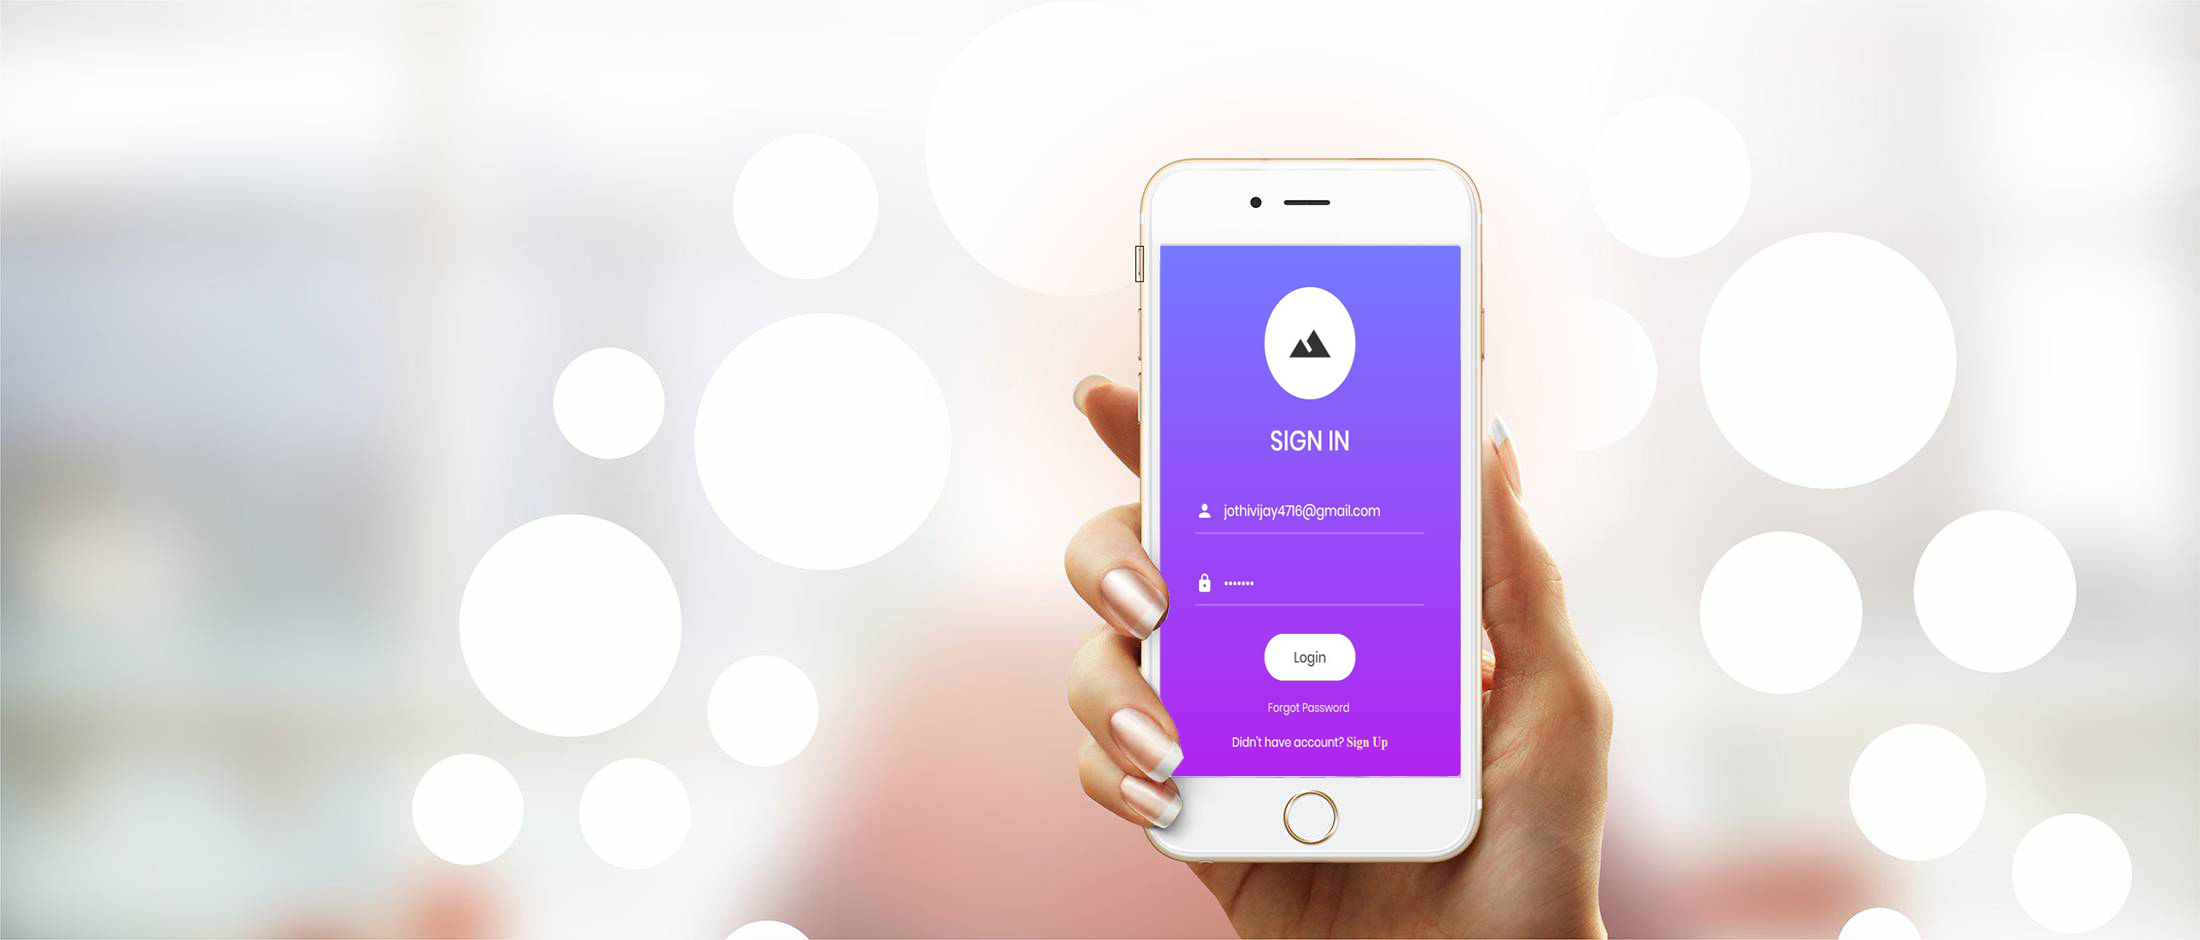 SIGN IN
jothivijay4716@gmail.com
•••••••
Login
Forgot Password
Didn't have account? Sign Up